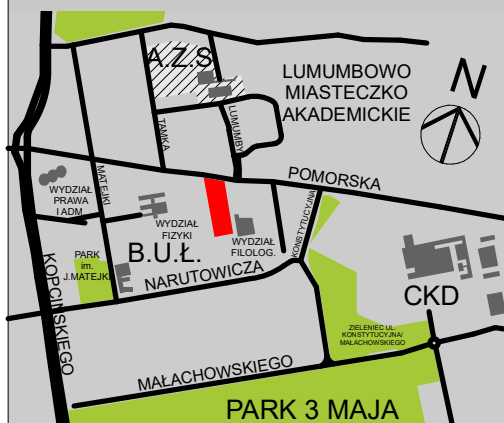 A.Z.S
LUMUMBOWO
MIASTECZKO
AKADEMICKIE
N
TAMKA
LUMUMBY
POMORSKA
WYDZIAŁ
PRAWA
I ADM
MATEJKI
WYDZIAŁ
FIZYKI
WYDZIAŁ
FILOLOG.
KONSTYTUCYJNA
B.U.Ł.
PARK
im.
J.MATEJKI
NARUTOWICZA
CKD
KOPCIŃSKIEGO
ZIELENIEC UL.
KONSTYTUCYJNA/
MAŁACHOWSKIEGO
MAŁACHOWSKIEGO
PARK 3 MAJA